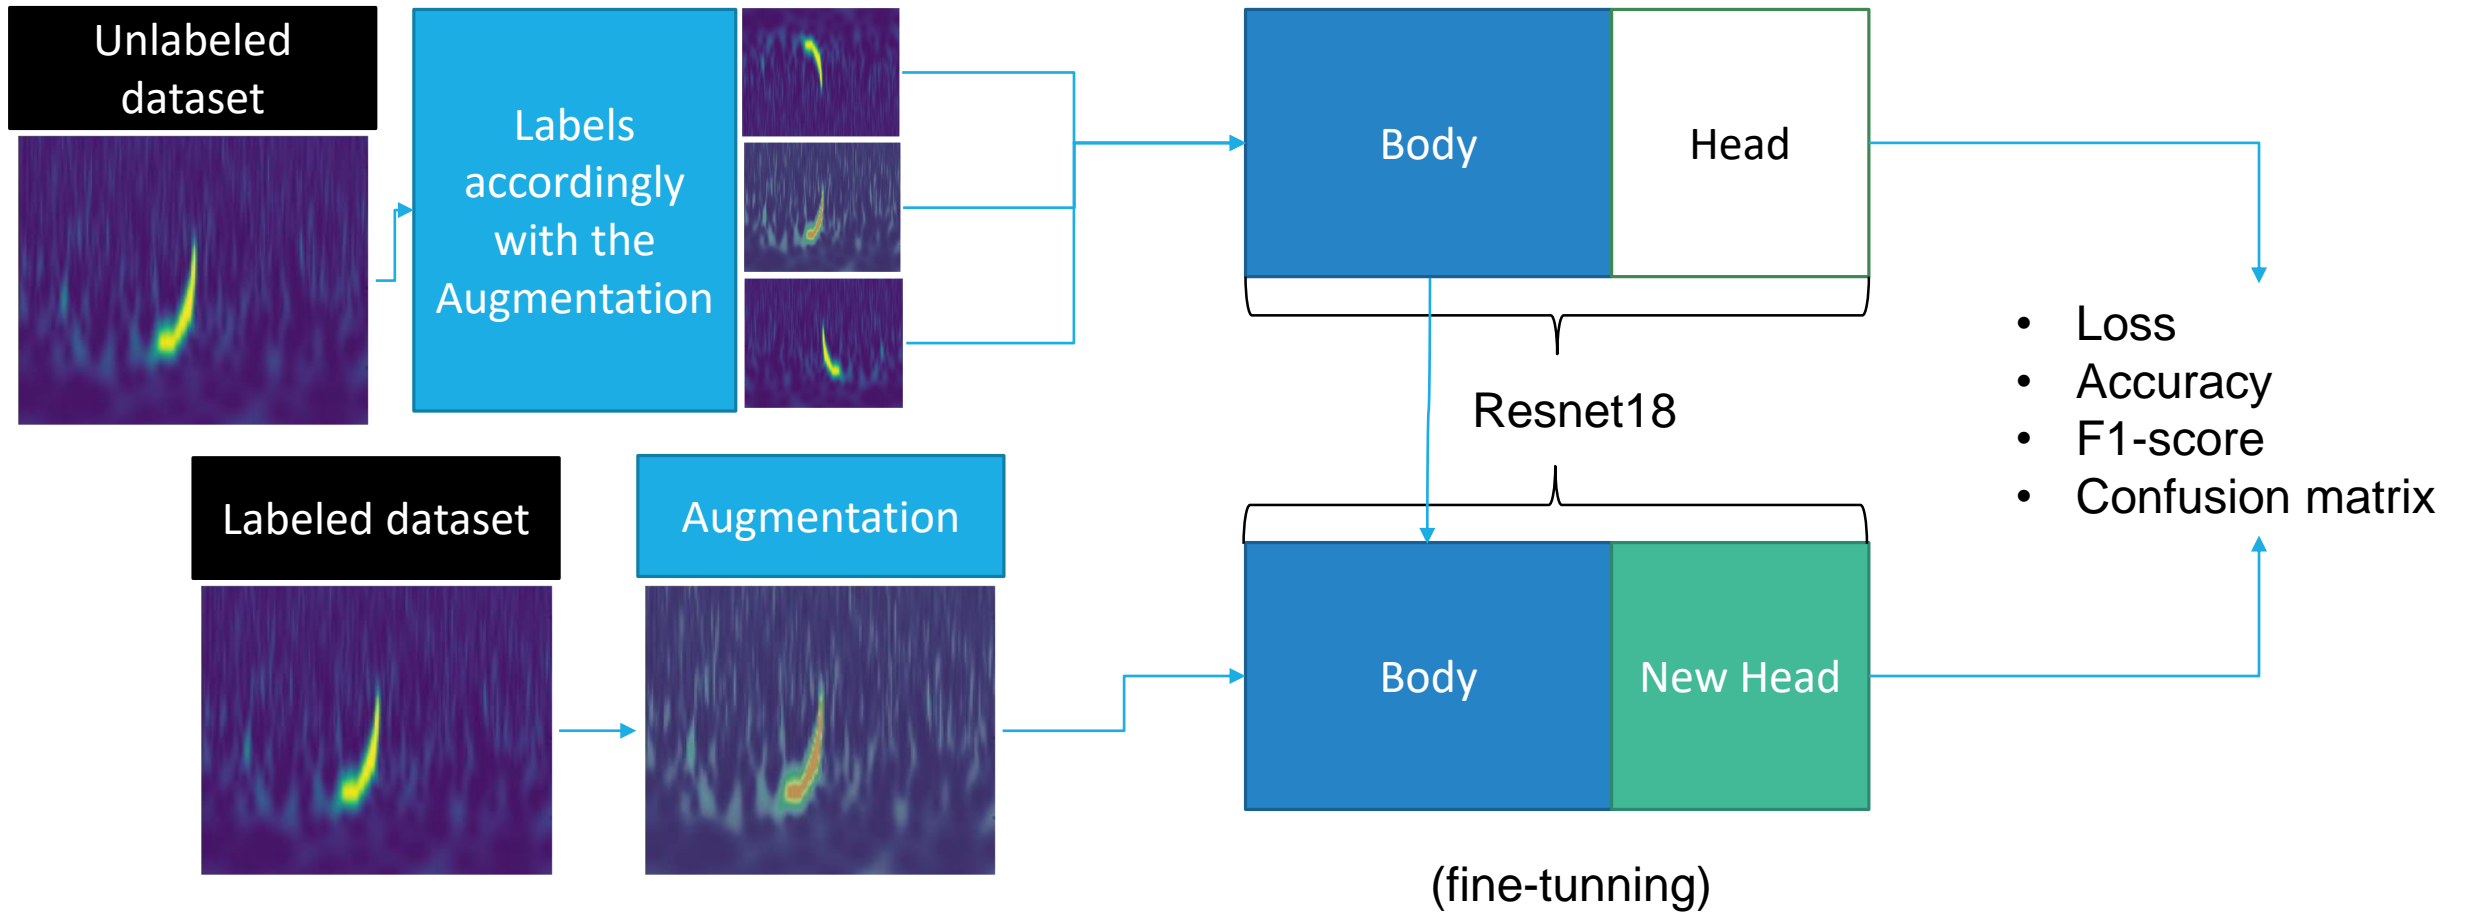 Unlabeled
dataset
Labels
accordingly
with the
Augmentation
Body
Head
Resnet18
• Loss
• Accuracy
• F1-score
• Confusion matrix
Labeled dataset
Augmentation
Body
New Head
(fine-tunning)